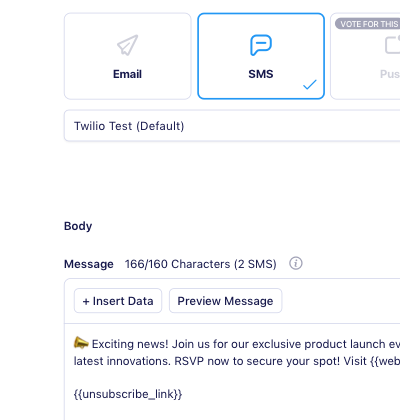 VOTE FOR THIS
Email
SMS
Twilio Test (Default)
Body
Message 166/160 Characters (2 SMS)
+ Insert Data Preview Message
Exciting news! Join us for our exclusive product launch
latest innovations. RSVP now to secure your spot! Visit {{web
{{unsubscribe_link}}